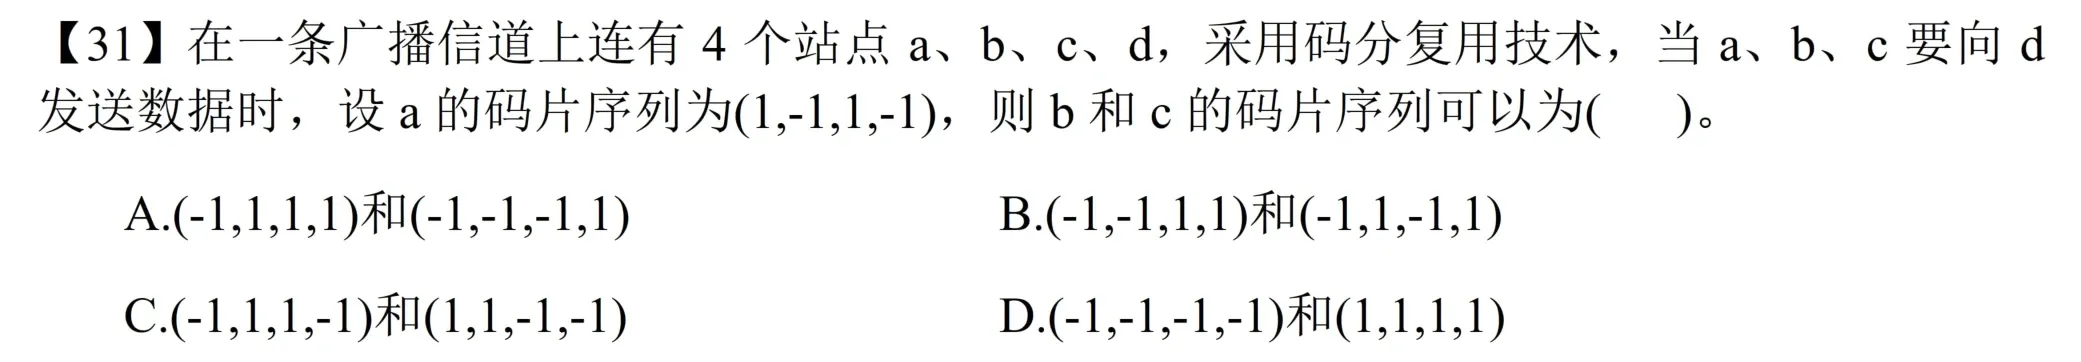 【31】在一条广播信道上连有 4 个站点 a、b、c、d，采用码分复用技术，当 a、b、c 要向 d
发送数据时，设 a 的码片序列为(1,-1,1,-1)，则 b 和 c 的码片序列可以为(    )。
A.(-1,1,1,1)和(-1,-1,-1,1) B.(-1,-1,1,1)和(-1,1,-1,1)
C.(-1,1,1,-1)和(1,1,-1,-1) D.(-1,-1,-1,-1)和(1,1,1,1)